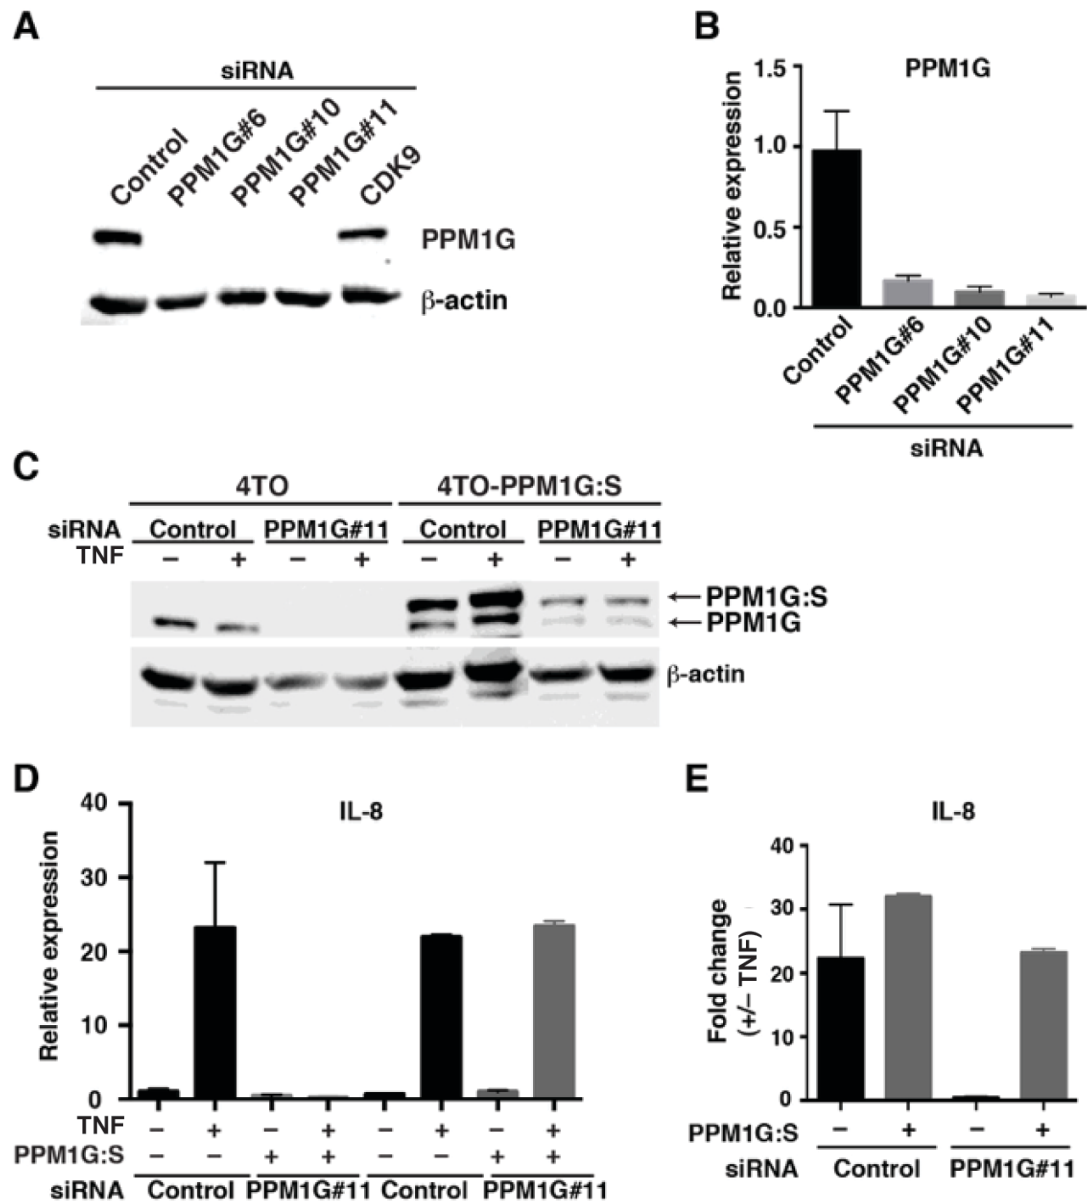 A
siRNA
Control
PPM1G#6
PPM1G#10
PPM1G#11
CDK9
PPM1G
β-actin
B
PPM1G
Relative expression
1.5
1.0
0.5
0.0
Control
PPM1G#6
PPM1G#10
PPM1G#11
siRNA
C
4TO 4TO-PPM1G:S
siRNA Control PPM1G#11 Control PPM1G#11
TNF − + − + − + − +
←PPM1G:S
←PPM1G
β-actin
D
IL-8
Relative expression
40
30
20
10
0
TNF − + − + − + − +
PPM1G:S − − + + − − + +
siRNA Control PPM1G#11 Control PPM1G#11
E
IL-8
Fold change
(+/− TNF)
40
30
20
10
0
PPM1G:S − + − +
siRNA Control PPM1G#11